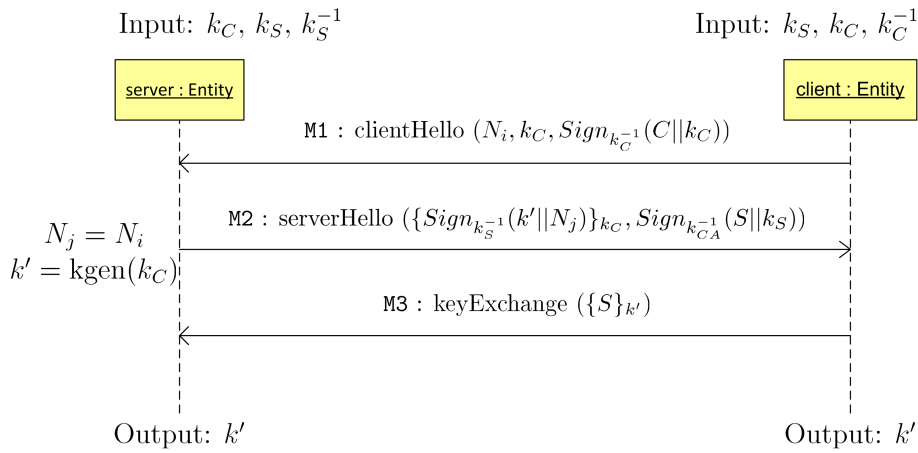 Input: k_C, k_S, k_S^{-1}
Input: k_S, k_C, k_C^{-1}
server : Entity
client : Entity
M1 : clientHello (N_i, k_C, Sign_{k_C^{-1}}(C||k_C))
M2 : serverHello ({Sign_{k_S^{-1}}(k'||N_j)}_{k_C}, Sign_{k_{CA}^{-1}}(S||k_S))
N_j = N_i
k' = kgen(k_C)
M3 : keyExchange ({S}_{k'})
Output: k'
Output: k'